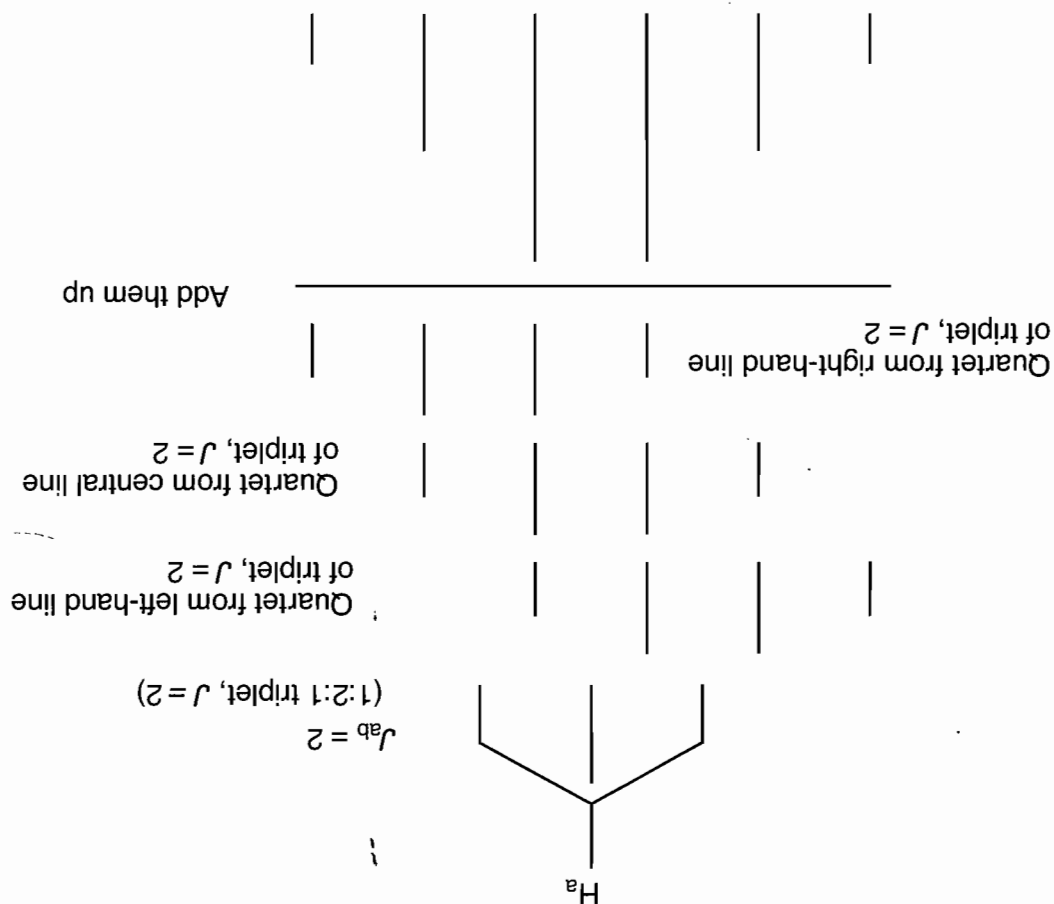 Hₐ
Jₐb = 2
(1:2:1 triplet, J = 2)
Quartet from left-hand line
of triplet, J = 2
Quartet from central line
of triplet, J = 2
Quartet from right-hand line
of triplet, J = 2
Add them up